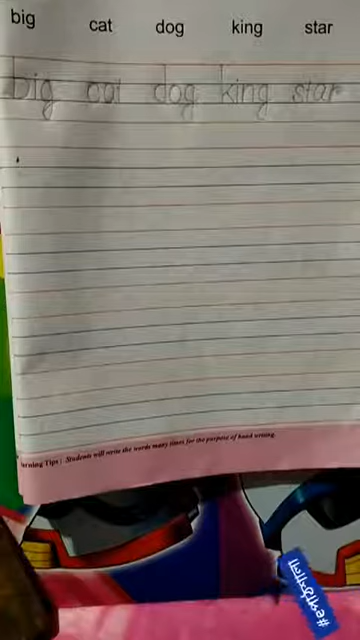 big cat dog king star
big cat dog king star
Learning Tips : Students will write the words many times for the purpose of hand writing.